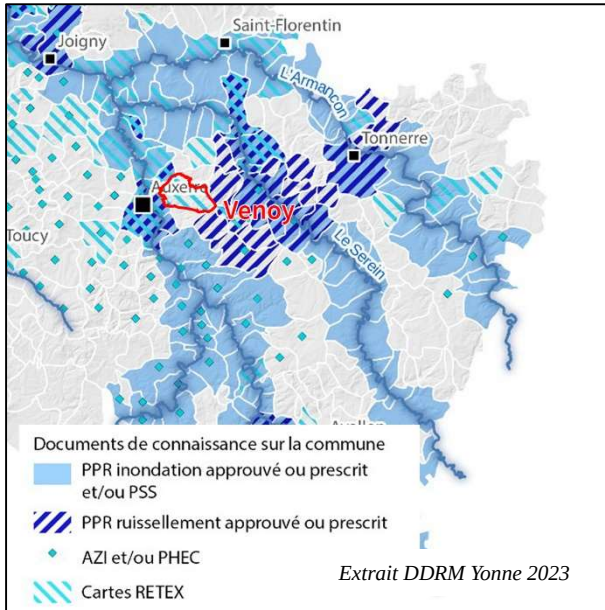 Saint-Florentin
Joigny
L'Armançon
Tonnerre
Auxerre
Venoy
Toucy
Le Serein
Avallon
Documents de connaissance sur la commune
PPR inondation approuvé ou prescrit
et/ou PSS
PPR ruissellement approuvé ou prescrit
AZI et/ou PHEC
Cartes RETEX
Extrait DDRM Yonne 2023